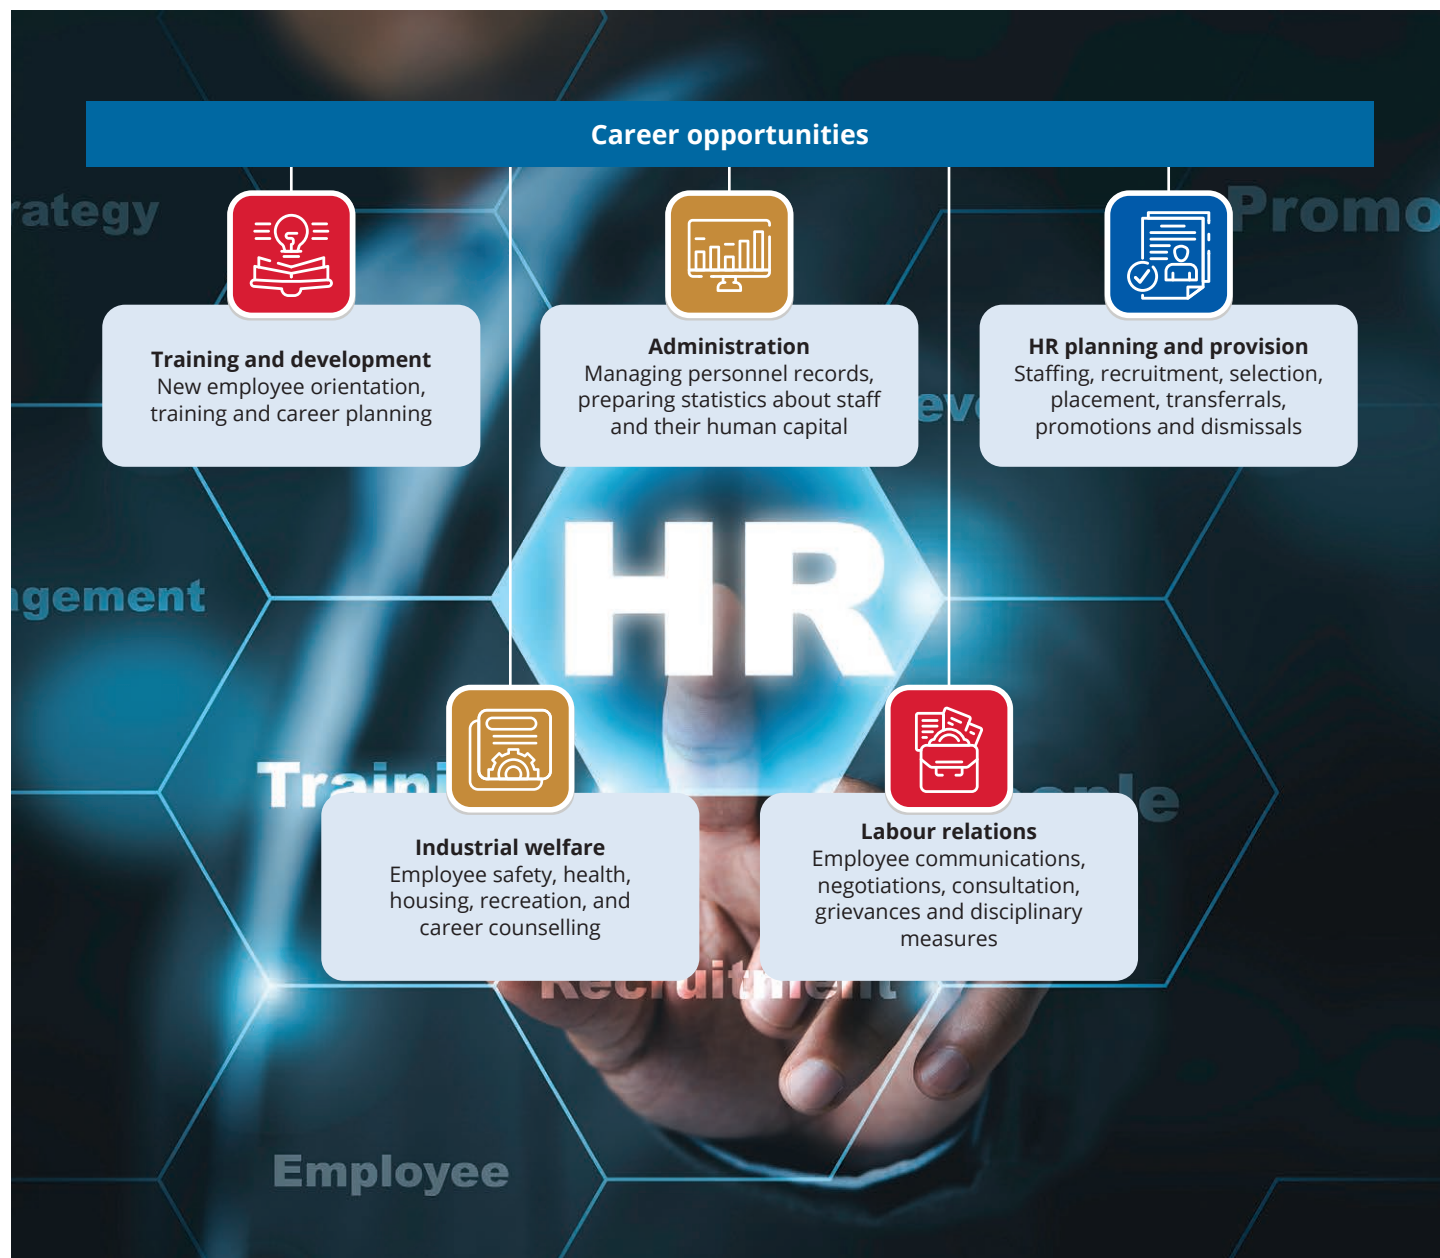 Career opportunities
Training and development
New employee orientation,
training and career planning
Administration
Managing personnel records,
preparing statistics about staff
and their human capital
HR planning and provision
Staffing, recruitment, selection,
placement, transferrals,
promotions and dismissals
HR
Industrial welfare
Employee safety, health,
housing, recreation, and
career counselling
Labour relations
Employee communications,
negotiations, consultation,
grievances and disciplinary
measures
Recruitment
Employee